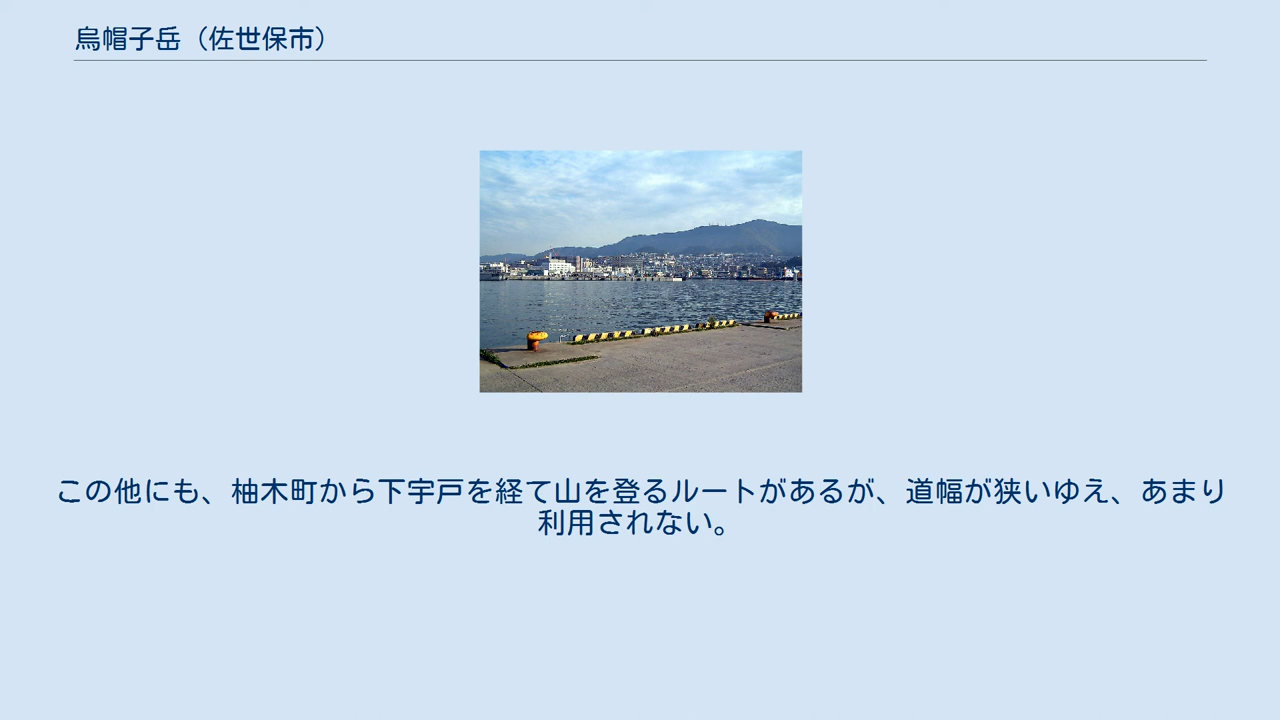 烏帽子岳（佐世保市）
この他にも、柚木町から下宇戸を経て山を登るルートがあるが、道幅が狭いゆえ、あまり
利用されない。